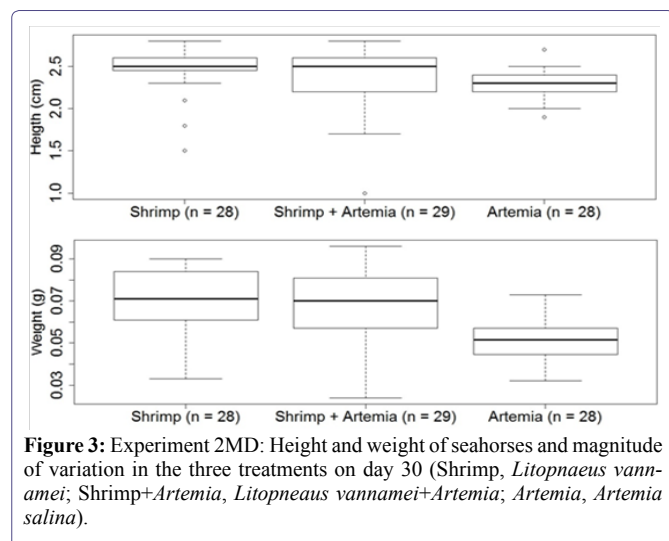 Heigth (cm)
2.5
2.0
1.5
1.0
Shrimp (n = 28)
Shrimp + Artemia (n = 29)
Artemia (n = 28)
Weight (g)
0.09
0.07
0.05
0.03
Shrimp (n = 28)
Shrimp + Artemia (n = 29)
Artemia (n = 28)
Figure 3: Experiment 2MD: Height and weight of seahorses and magnitude
of variation in the three treatments on day 30 (Shrimp, Litopnaeus vann-
amei; Shrimp+Artemia, Litopneaus vannamei+Artemia; Artemia, Artemia
salina).